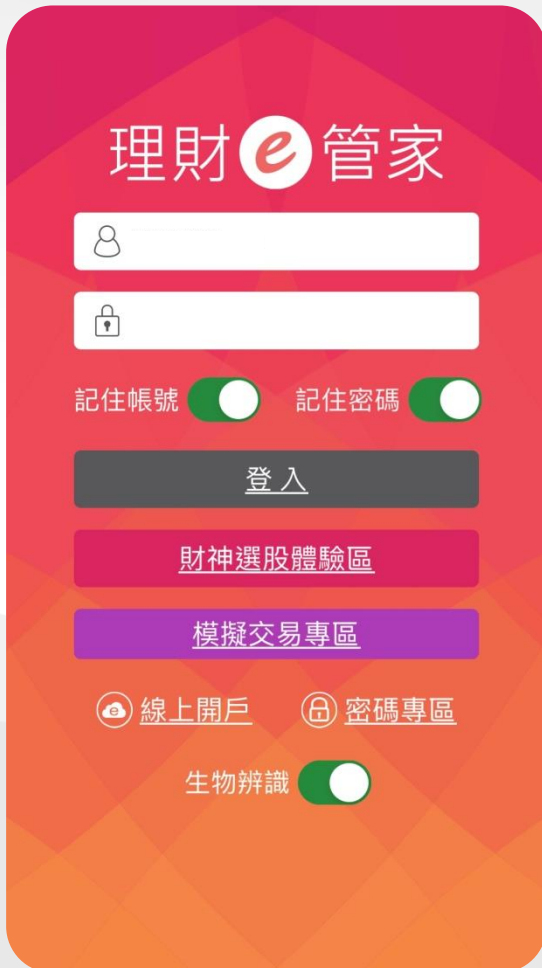 理財e管家
記住帳號 記住密碼
登入
財神選股體驗區
模擬交易專區
e 線上開戶 密碼專區
生物辨識